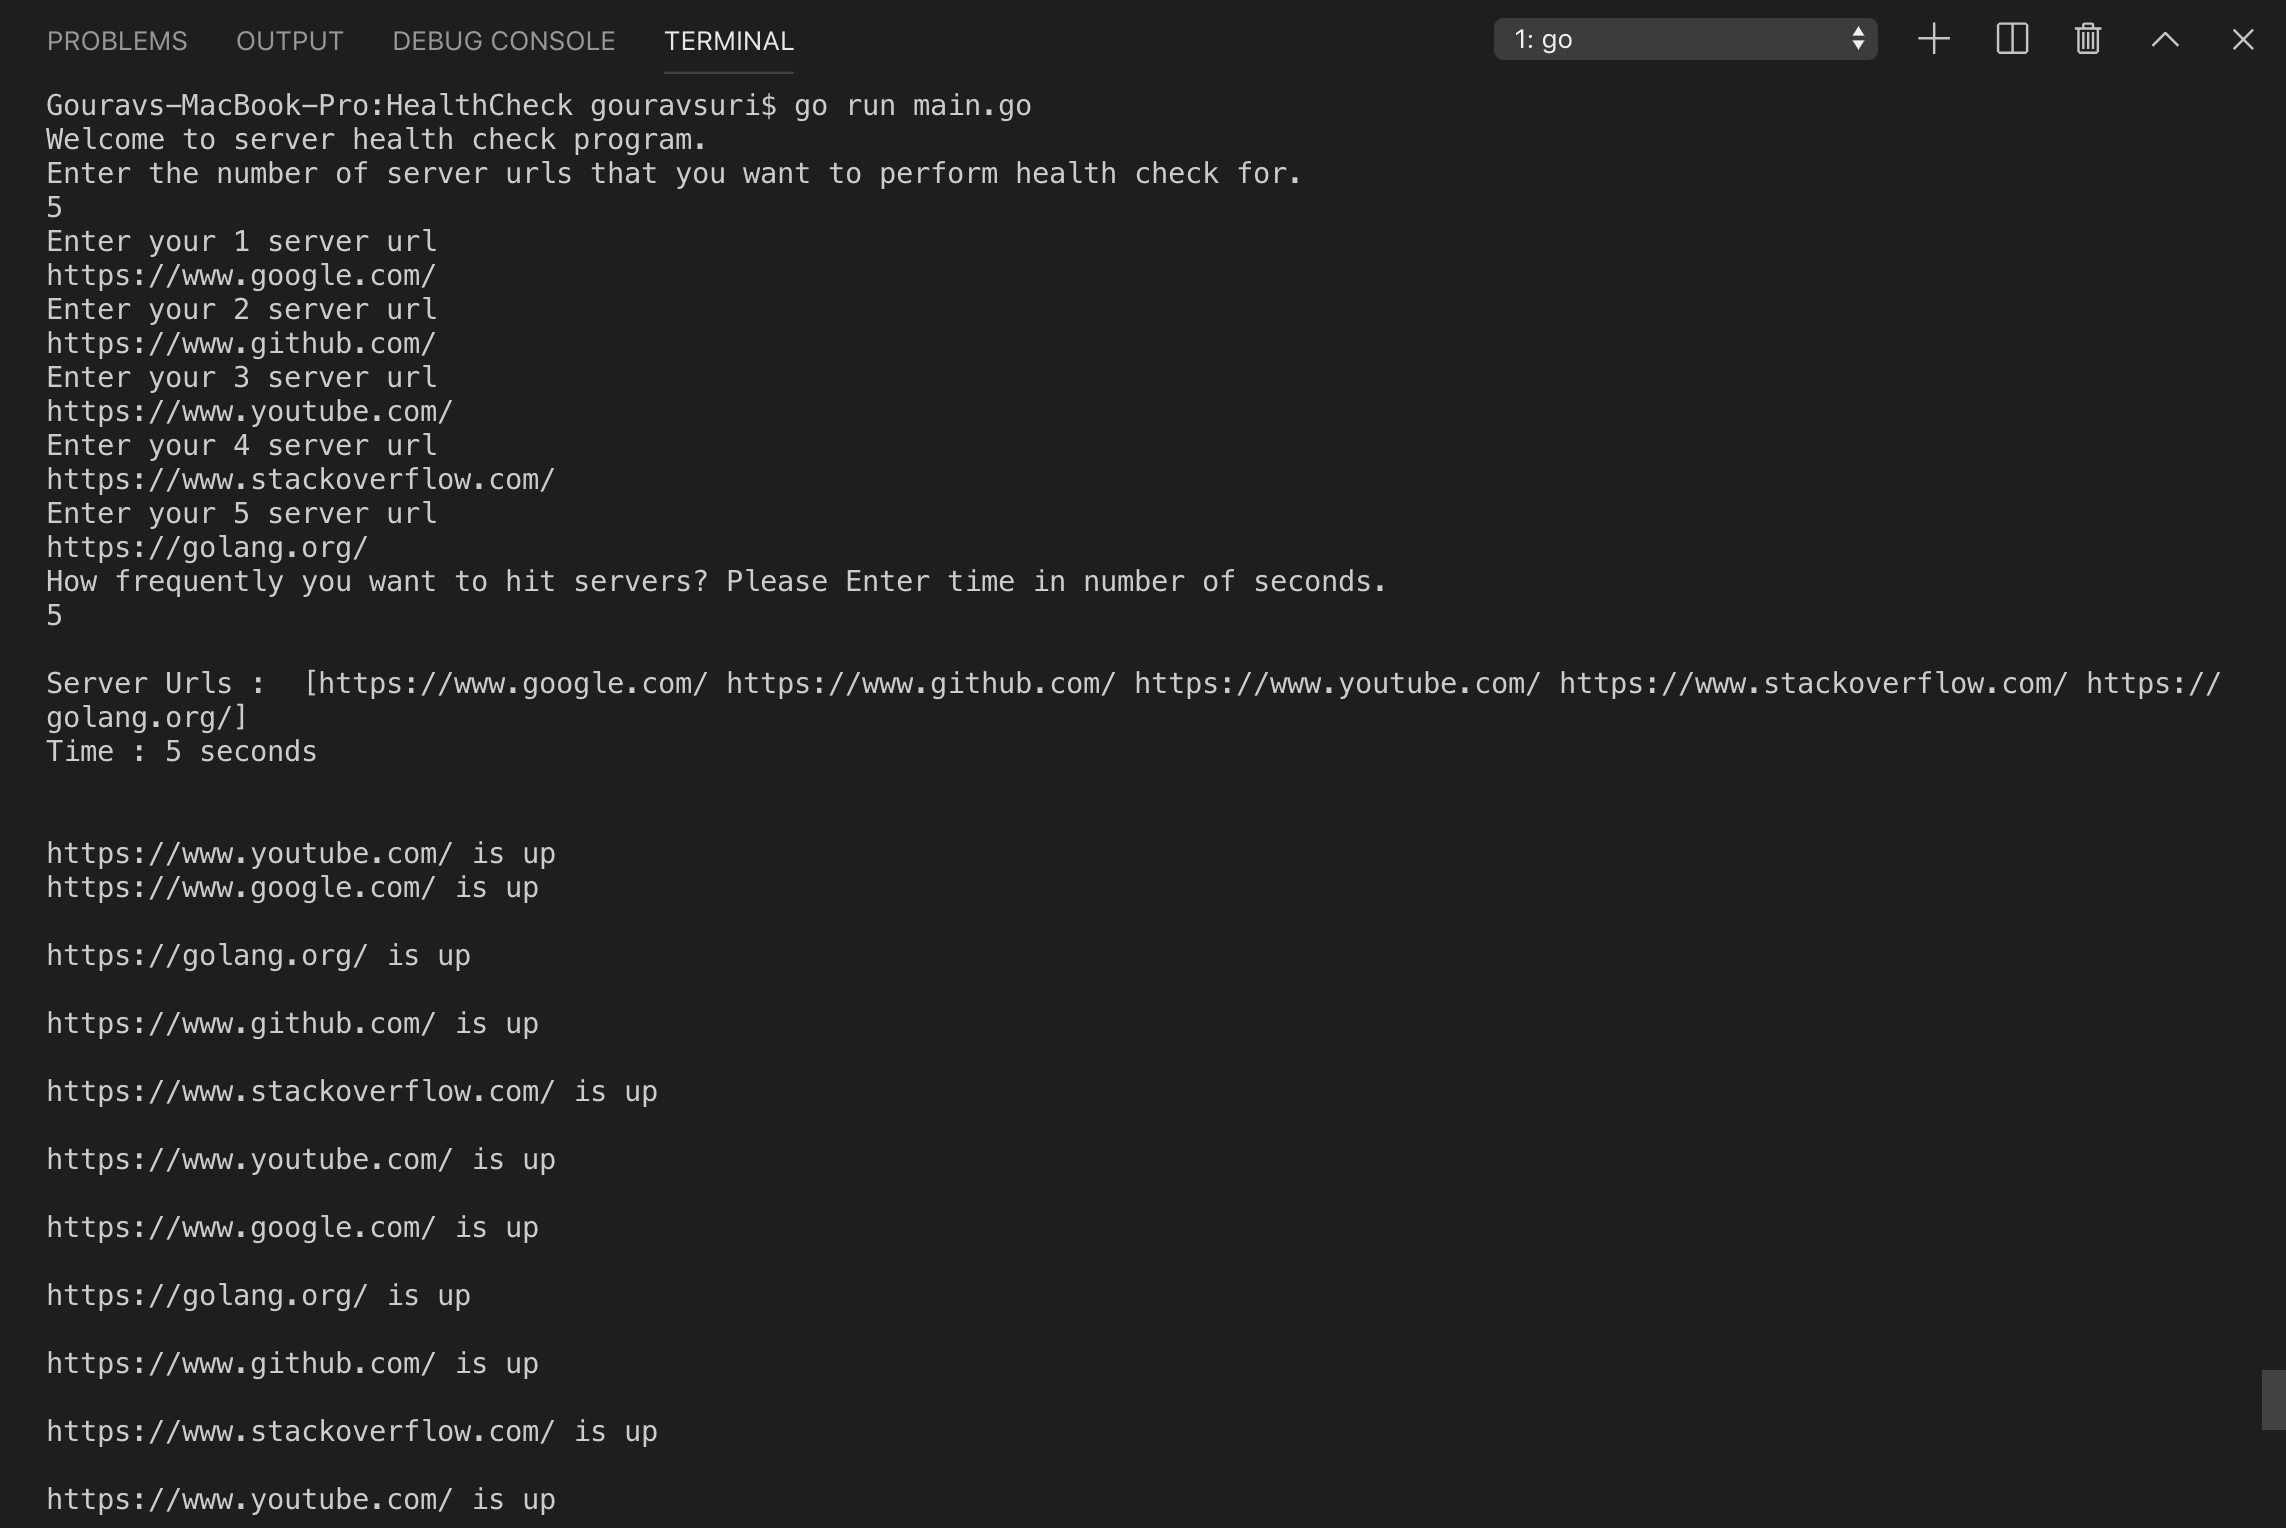 PROBLEMS OUTPUT DEBUG CONSOLE TERMINAL 1: go
Gouravs-MacBook-Pro:HealthCheck gouravsuri$ go run main.go
Welcome to server health check program.
Enter the number of server urls that you want to perform health check for.
5
Enter your 1 server url
https://www.google.com/
Enter your 2 server url
https://www.github.com/
Enter your 3 server url
https://www.youtube.com/
Enter your 4 server url
https://www.stackoverflow.com/
Enter your 5 server url
https://golang.org/
How frequently you want to hit servers? Please Enter time in number of seconds.
5
Server Urls :  [https://www.google.com/ https://www.github.com/ https://www.youtube.com/ https://www.stackoverflow.com/ https://
golang.org/]
Time : 5 seconds
https://www.youtube.com/ is up
https://www.google.com/ is up
https://golang.org/ is up
https://www.github.com/ is up
https://www.stackoverflow.com/ is up
https://www.youtube.com/ is up
https://www.google.com/ is up
https://golang.org/ is up
https://www.github.com/ is up
https://www.stackoverflow.com/ is up
https://www.youtube.com/ is up